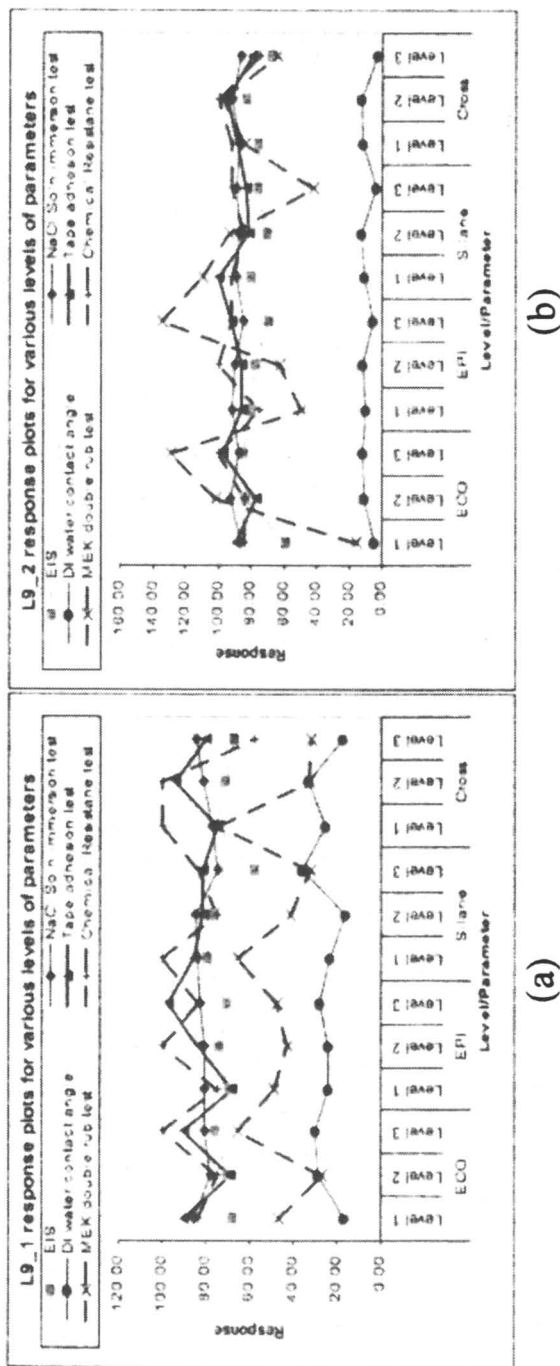 L9_1 response plots for various levels of parameters
EIS
NaCl Soln immersion test
DI water contact angle
Tape adhesion test
MEK double rub test
Chemical Resistane test
Response
120 00
100 00
80 00
60 00
40 00
20 00
0 00
Level 1 Level 2 Level 3 Level 1 Level 2 Level 3 Level 1 Level 2 Level 3 Level 1 Level 2 Level 3
ECO EPI Silane Cross
Level/Parameter
(a)
L9_2 response plots for various levels of parameters
EIS
NaCl Soln immersion test
DI water contact angle
Tape adhesion test
MEK double rub test
Chemical Resistane test
Response
160 00
140 00
120 00
100 00
80 00
60 00
40 00
20 00
0 00
Level 1 Level 2 Level 3 Level 1 Level 2 Level 3 Level 1 Level 2 Level 3 Level 1 Level 2 Level 3
ECO EPI Silane Cross
Level/Parameter
(b)